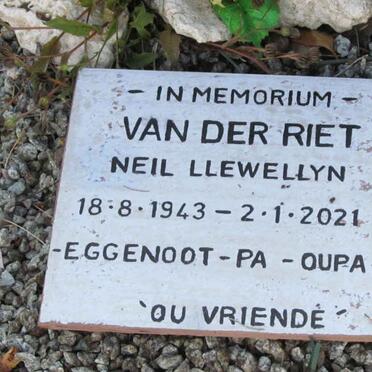 - IN MEMORIUM -
VAN DER RIET
NEIL LLEWELLYN
18·8·1943 - 2·1·2021
-EGGENOOT - PA - OUPA
'OU VRIENDE'